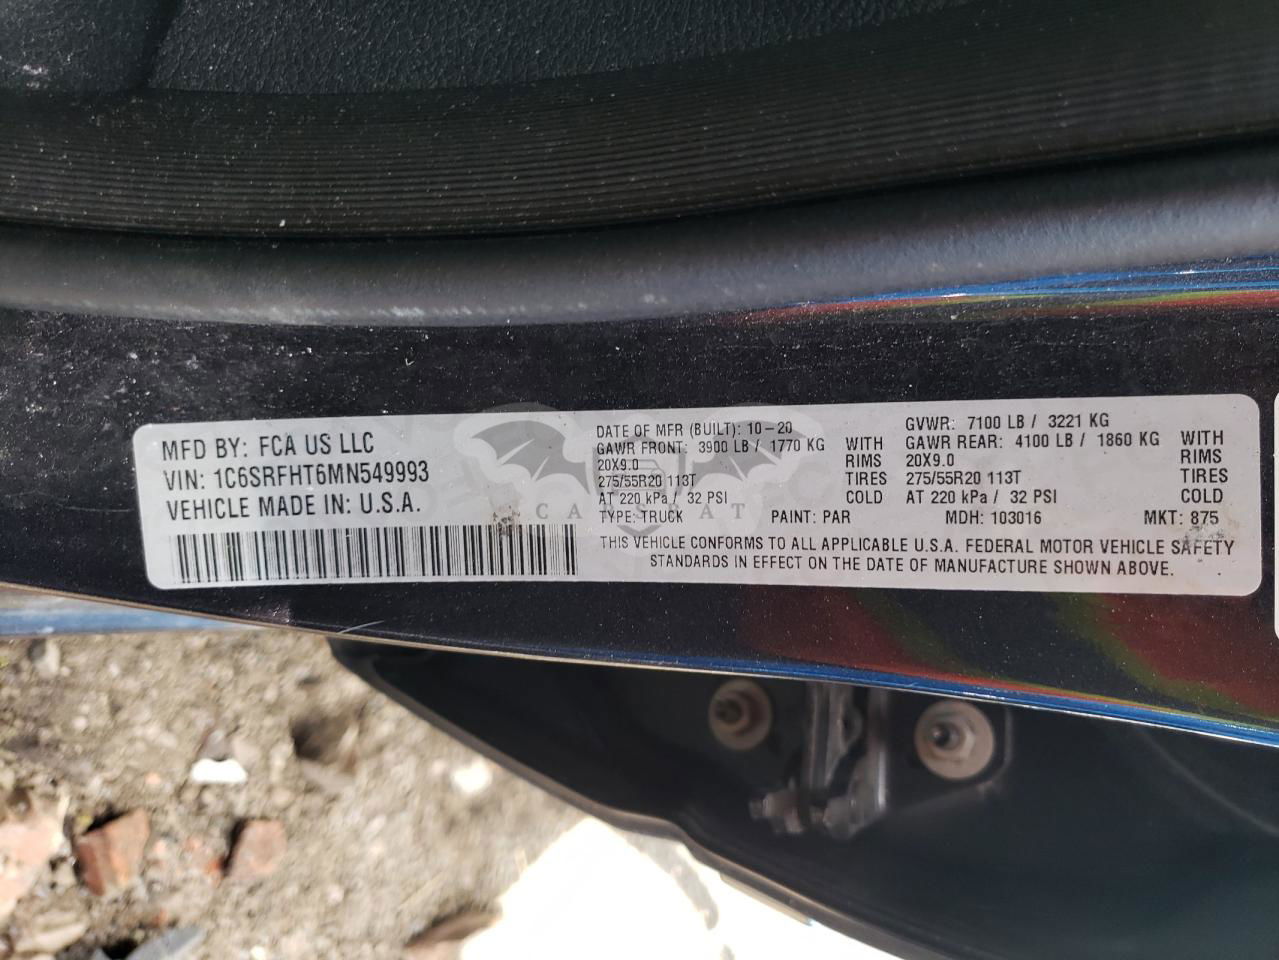 MFD BY: FCA US LLC
VIN: 1C6SRFHT6MN549993
VEHICLE MADE IN: U.S.A.
DATE OF MFR (BUILT): 10-20
GAWR FRONT: 3900 LB / 1770 KG WITH
20X9.0 RIMS
275/55R20 113T TIRES
AT 220 kPa / 32 PSI COLD
GVWR: 7100 LB / 3221 KG
GAWR REAR: 4100 LB / 1860 KG WITH
20X9.0 RIMS
275/55R20 113T TIRES
AT 220 kPa / 32 PSI COLD
TYPE: TRUCK PAINT: PAR MDH: 103016 MKT: 875
THIS VEHICLE CONFORMS TO ALL APPLICABLE U.S.A. FEDERAL MOTOR VEHICLE SAFETY
STANDARDS IN EFFECT ON THE DATE OF MANUFACTURE SHOWN ABOVE.